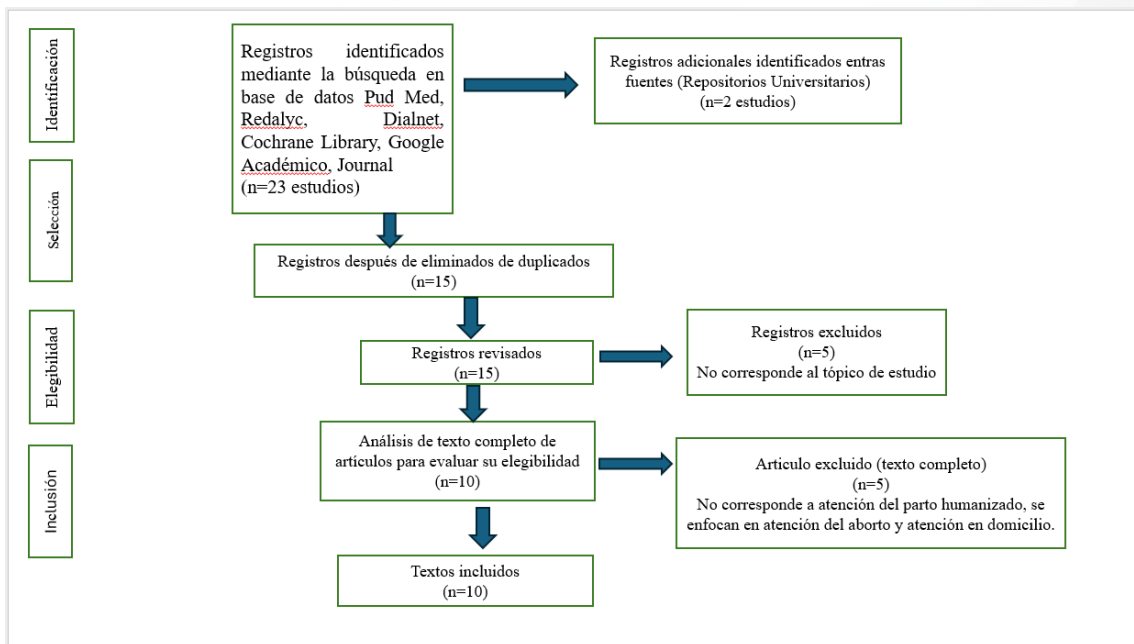 Identificación
Registros identificados
mediante la búsqueda en
base de datos Pud Med,
Redalyc, Dialnet,
Cochrane Library, Google
Académico, Journal
(n=23 estudios)
Registros adicionales identificados entras
fuentes (Repositorios Universitarios)
(n=2 estudios)
Selección
Registros después de eliminados de duplicados
(n=15)
Elegibilidad
Registros revisados
(n=15)
Registros excluidos
(n=5)
No corresponde al tópico de estudio
Inclusión
Análisis de texto completo de
artículos para evaluar su elegibilidad
(n=10)
Articulo excluido (texto completo)
(n=5)
No corresponde a atención del parto humanizado, se
enfocan en atención del aborto y atención en domicilio.
Textos incluidos
(n=10)